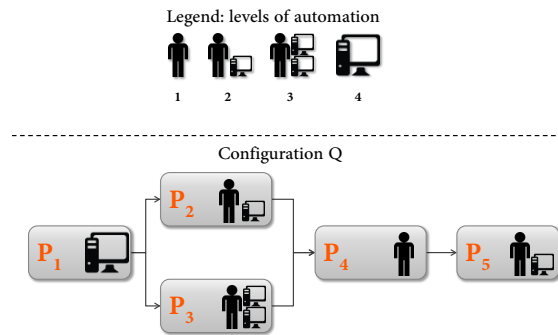 Legend: levels of automation
1 2 3 4
Configuration Q
P1
P2
P3
P4
P5